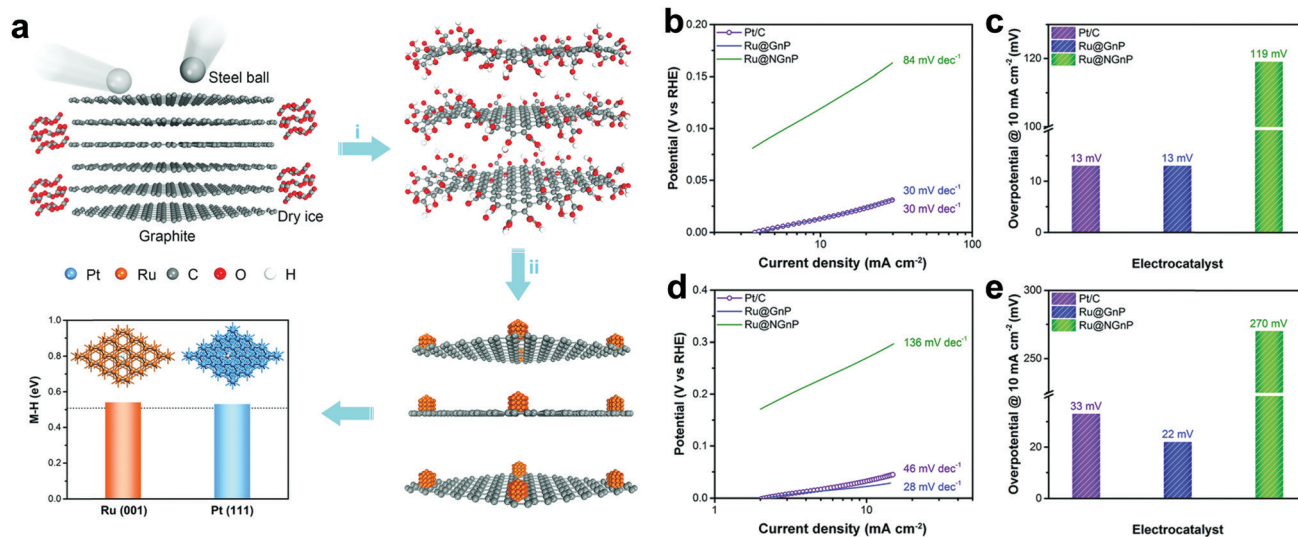 a
Steel ball
Dry ice
Graphite
i
ii
Pt Ru C O H
M-H (eV)
1.0
0.8
0.6
0.4
0.2
0.0
Ru (001) Pt (111)
b
Potential (V vs RHE)
0.20
0.15
0.10
0.05
0.00
Pt/C
Ru@GnP
Ru@NGnP
84 mV dec⁻¹
30 mV dec⁻¹
30 mV dec⁻¹
10 100
Current density (mA cm⁻²)
c
Overpotential @ 10 mA cm⁻² (mV)
120
100
10
0
Pt/C
Ru@GnP
Ru@NGnP
119 mV
13 mV 13 mV
Electrocatalyst
d
Potential (V vs RHE)
0.4
0.3
0.2
0.1
0.0
Pt/C
Ru@GnP
Ru@NGnP
136 mV dec⁻¹
46 mV dec⁻¹
28 mV dec⁻¹
1 10
Current density (mA cm⁻²)
e
Overpotential @ 10 mA cm⁻² (mV)
300
275
250
20
0
Pt/C
Ru@GnP
Ru@NGnP
270 mV
33 mV
22 mV
Electrocatalyst